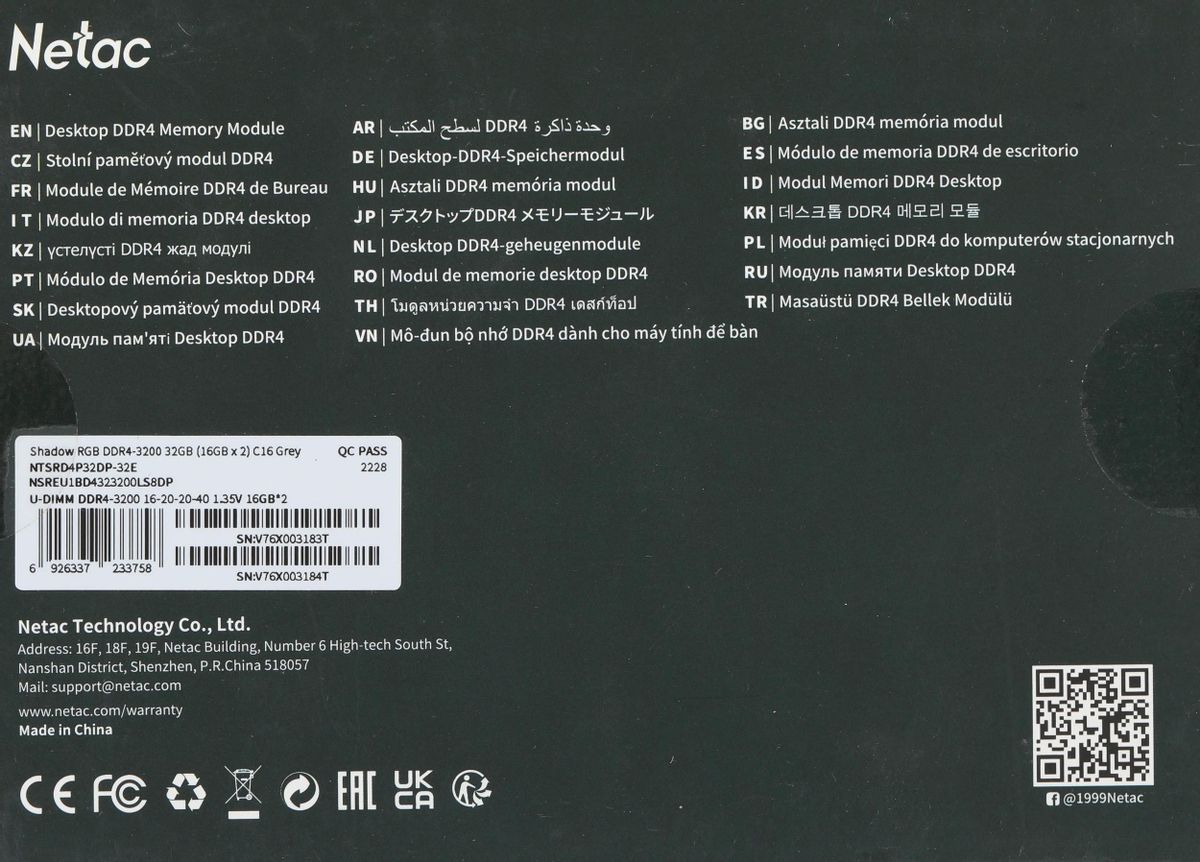 Netac
EN | Desktop DDR4 Memory Module
CZ | Stolní paměťový modul DDR4
FR | Module de Mémoire DDR4 de Bureau
IT | Modulo di memoria DDR4 desktop
KZ | үстелүсті DDR4 жад модулі
PT | Módulo de Memória Desktop DDR4
SK | Desktopový pamäťový modul DDR4
UA | Модуль пам'яті Desktop DDR4
AR | وحدة ذاكرة DDR4 لسطح المكتب
DE | Desktop-DDR4-Speichermodul
HU | Asztali DDR4 memória modul
JP | デスクトップDDR4 メモリーモジュール
NL | Desktop DDR4-geheugenmodule
RO | Modul de memorie desktop DDR4
TH | โมดูลหน่วยความจำ DDR4 เดสก์ท็อป
VN | Mô-đun bộ nhớ DDR4 dành cho máy tính để bàn
BG | Asztali DDR4 memória modul
ES | Módulo de memoria DDR4 de escritorio
ID | Modul Memori DDR4 Desktop
KR | 데스크톱 DDR4 메모리 모듈
PL | Moduł pamięci DDR4 do komputerów stacjonarnych
RU | Модуль памяти Desktop DDR4
TR | Masaüstü DDR4 Bellek Modülü
Shadow RGB DDR4-3200 32GB (16GB x 2) C16 Grey QC PASS
NTSRD4P32DP-32E 2228
NSREU1BD4323200LS8DP
U-DIMM DDR4-3200 16-20-20-40 1.35V 16GB*2
SN:V76X003183T
6 926337 233758
SN:V76X003184T
Netac Technology Co., Ltd.
Address: 16F, 18F, 19F, Netac Building, Number 6 High-tech South St,
Nanshan District, Shenzhen, P.R.China 518057
Mail: support@netac.com
www.netac.com/warranty
Made in China
CE FC EAC UK
CA
@1999Netac